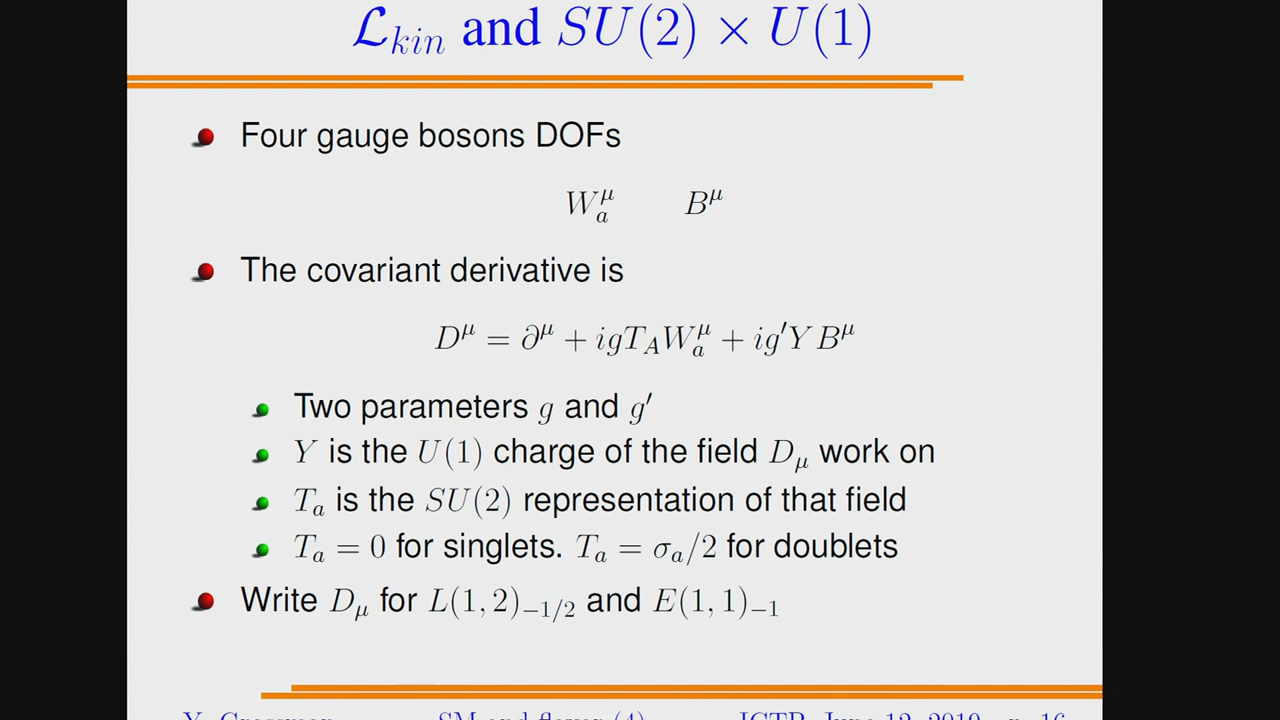 ℒ_kin and SU(2) × U(1)
Four gauge bosons DOFs
W_a^μ B^μ
The covariant derivative is
D^μ = ∂^μ + igT_A W_a^μ + ig′Y B^μ
Two parameters g and g′
Y is the U(1) charge of the field D_μ work on
T_a is the SU(2) representation of that field
T_a = 0 for singlets. T_a = σ_a/2 for doublets
Write D_μ for L(1, 2)_{−1/2} and E(1, 1)_{−1}
Y. Grossman SM and flavor (4) ICTP, June 12, 2010 p. 16